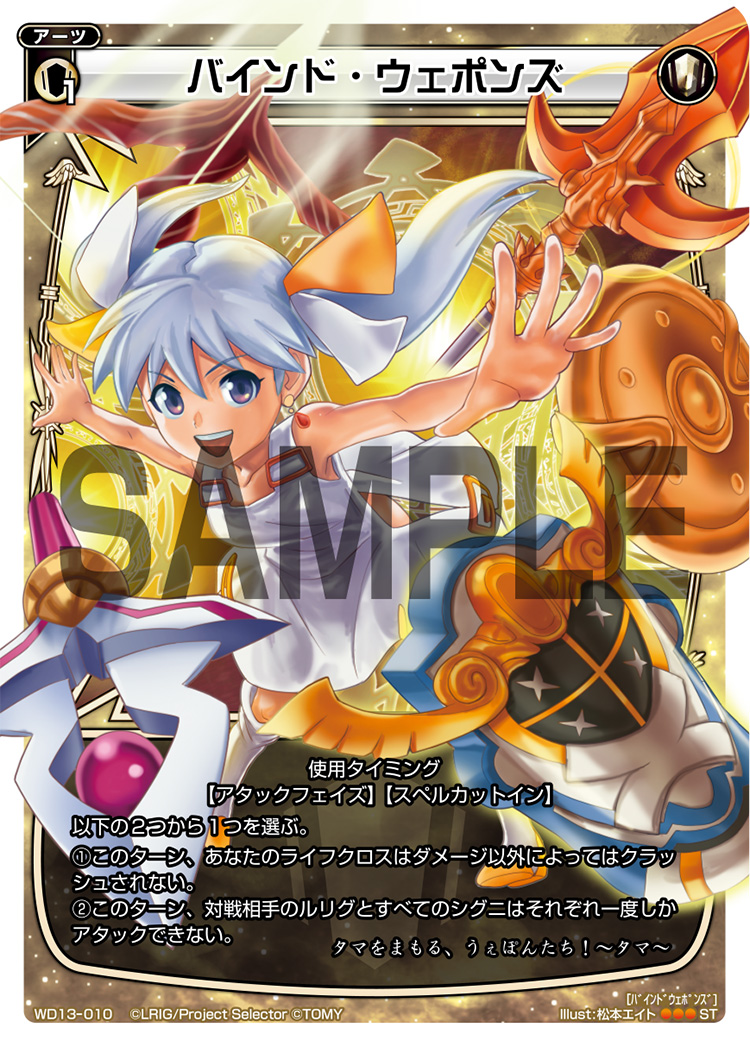 アーツ
1
バインド・ウェポンズ
SAMPLE
使用タイミング
【アタックフェイズ】【スペルカットイン】
以下の２つから１つを選ぶ。
①このターン、あなたのライフクロスはダメージ以外によってはクラッ
シュされない。
②このターン、対戦相手のルリグとすべてのシグニはそれぞれ一度しか
アタックできない。
タマをまもる、うぇぽんたち！～タマ～
[ﾊﾞｲﾝﾄﾞｳｪﾎﾟﾝｽﾞ]
WD13-010 ©LRIG/Project Selector ©TOMY Illust:松本エイト ST